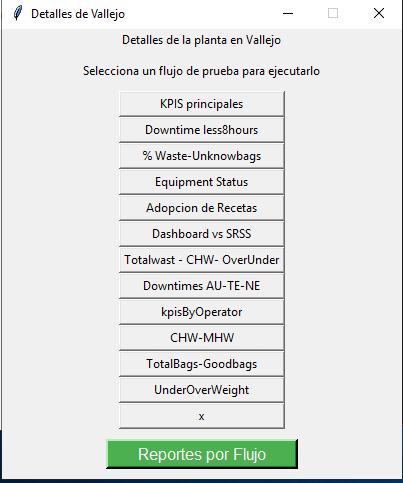 Detalles de Vallejo
Detalles de la planta en Vallejo
Selecciona un flujo de prueba para ejecutarlo
KPIS principales
Downtime less8hours
% Waste-Unknowbags
Equipment Status
Adopcion de Recetas
Dashboard vs SRSS
Totalwast - CHW- OverUnder
Downtimes AU-TE-NE
kpisByOperator
CHW-MHW
TotalBags-Goodbags
UnderOverWeight
x
Reportes por Flujo